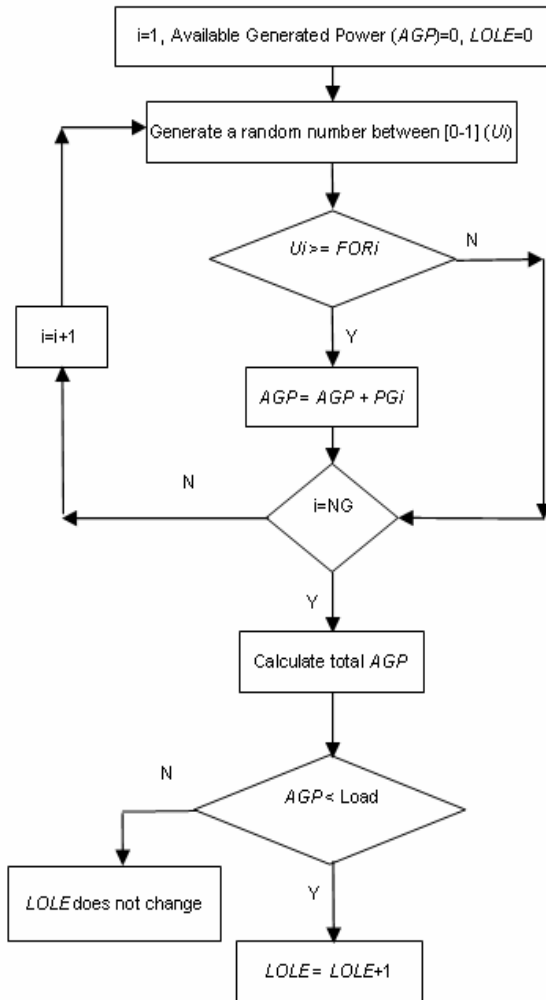 i=1, Available Generated Power (AGP)=0, LOLE=0
Generate a random number between [0-1] (Ui)
Ui>= FORi
N
Y
i=i+1
AGP= AGP + PGi
N
i=NG
Y
Calculate total AGP
N
AGP< Load
LOLE does not change
Y
LOLE= LOLE+1